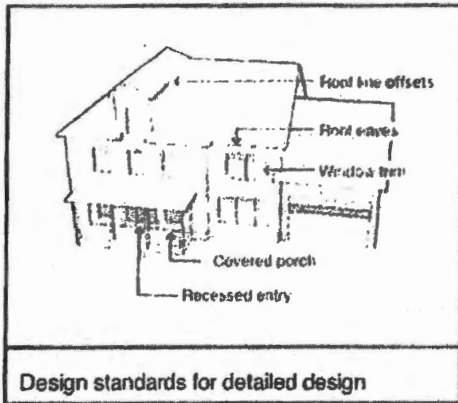 Roof line offsets
Roof eaves
Window trim
Covered porch
Recessed entry
Design standards for detailed design